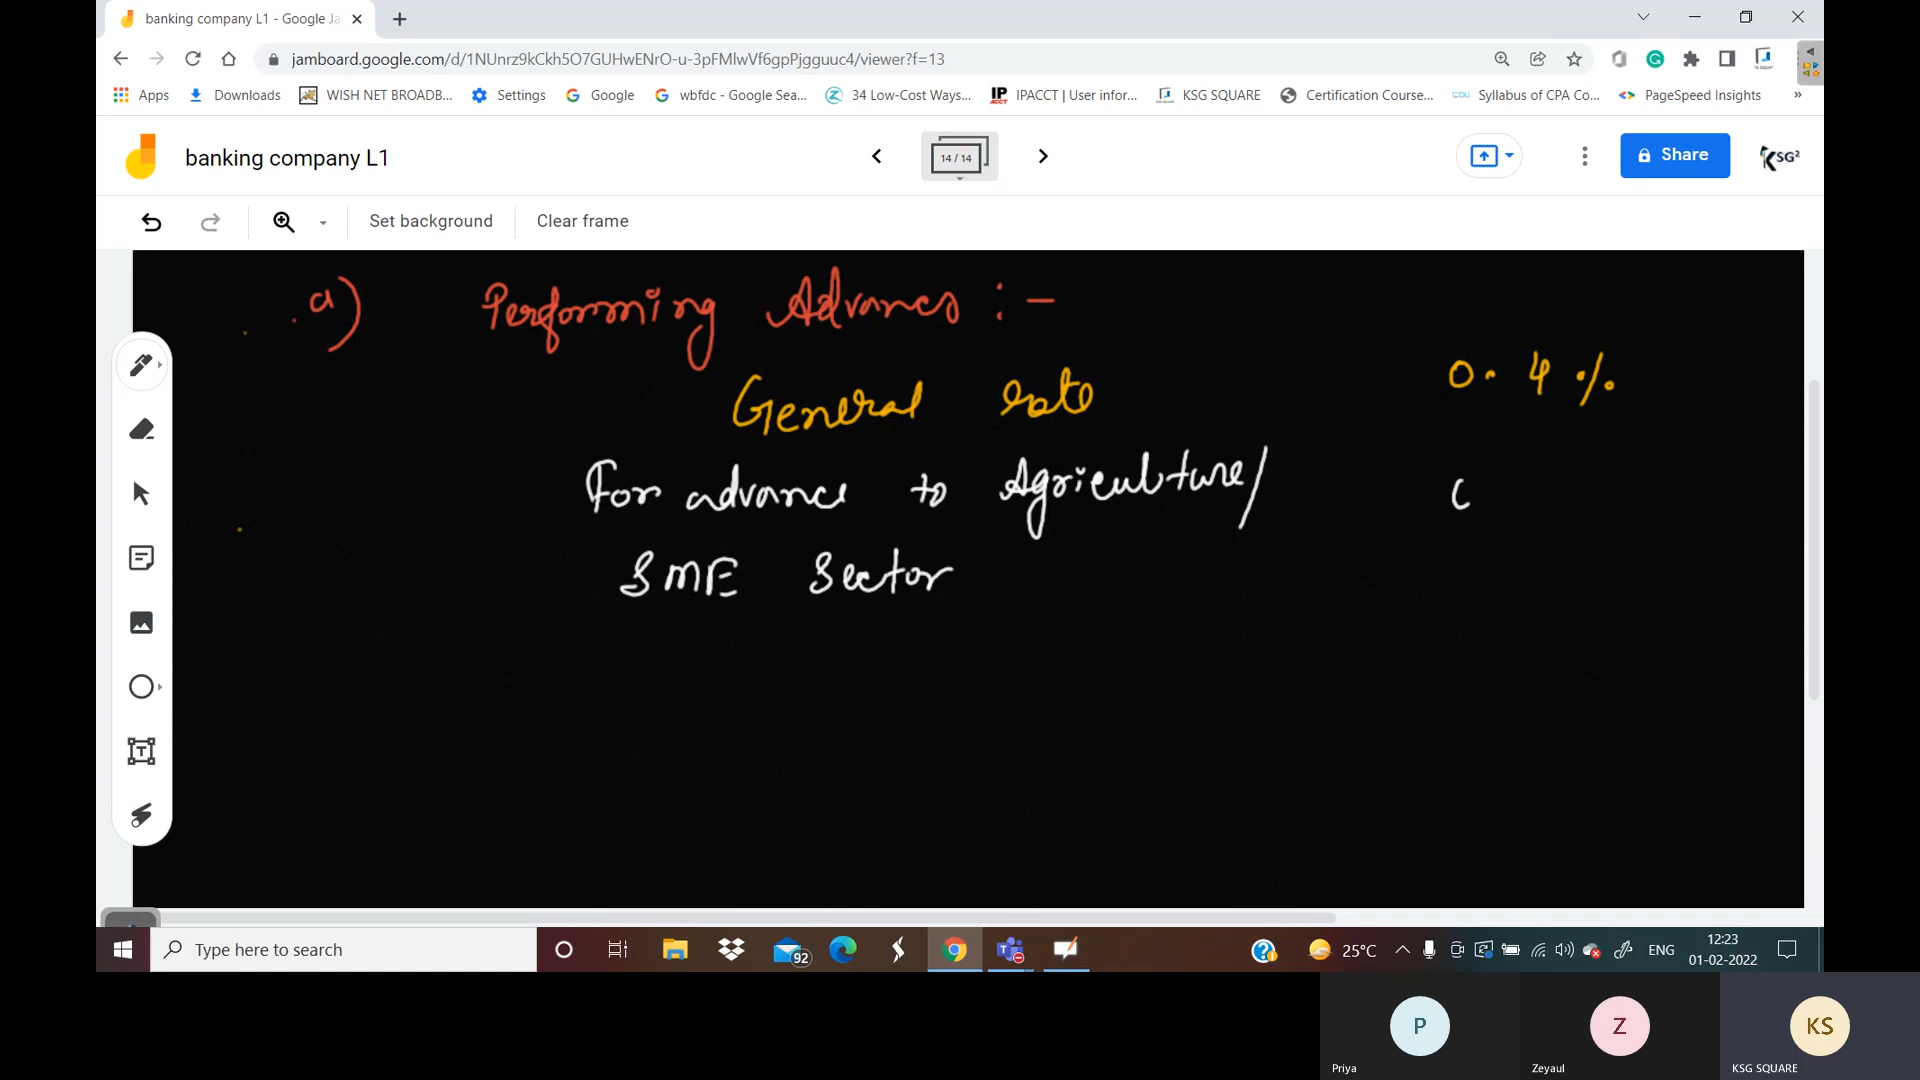 banking company L1 - Google Ja
jamboard.google.com/d/1NUnrz9kCkh5O7GUHwENrO-u-3pFMlwVf6gpPjgguuc4/viewer?f=13
Apps Downloads WISH NET BROADB... Settings Google wbfdc - Google Sea... 34 Low-Cost Ways... IPACCT | User infor... KSG SQUARE Certification Course... Syllabus of CPA Co... PageSpeed Insights »
banking company L1 14 / 14 Share KSG²
Set background Clear frame
a) Performing Advances :-
General rate 0.4%
For advance to Agriculture/
SME Sector
Type here to search 92 25°C ENG 12:23
01-02-2022
P Z KS
Priya Zeyaul KSG SQUARE